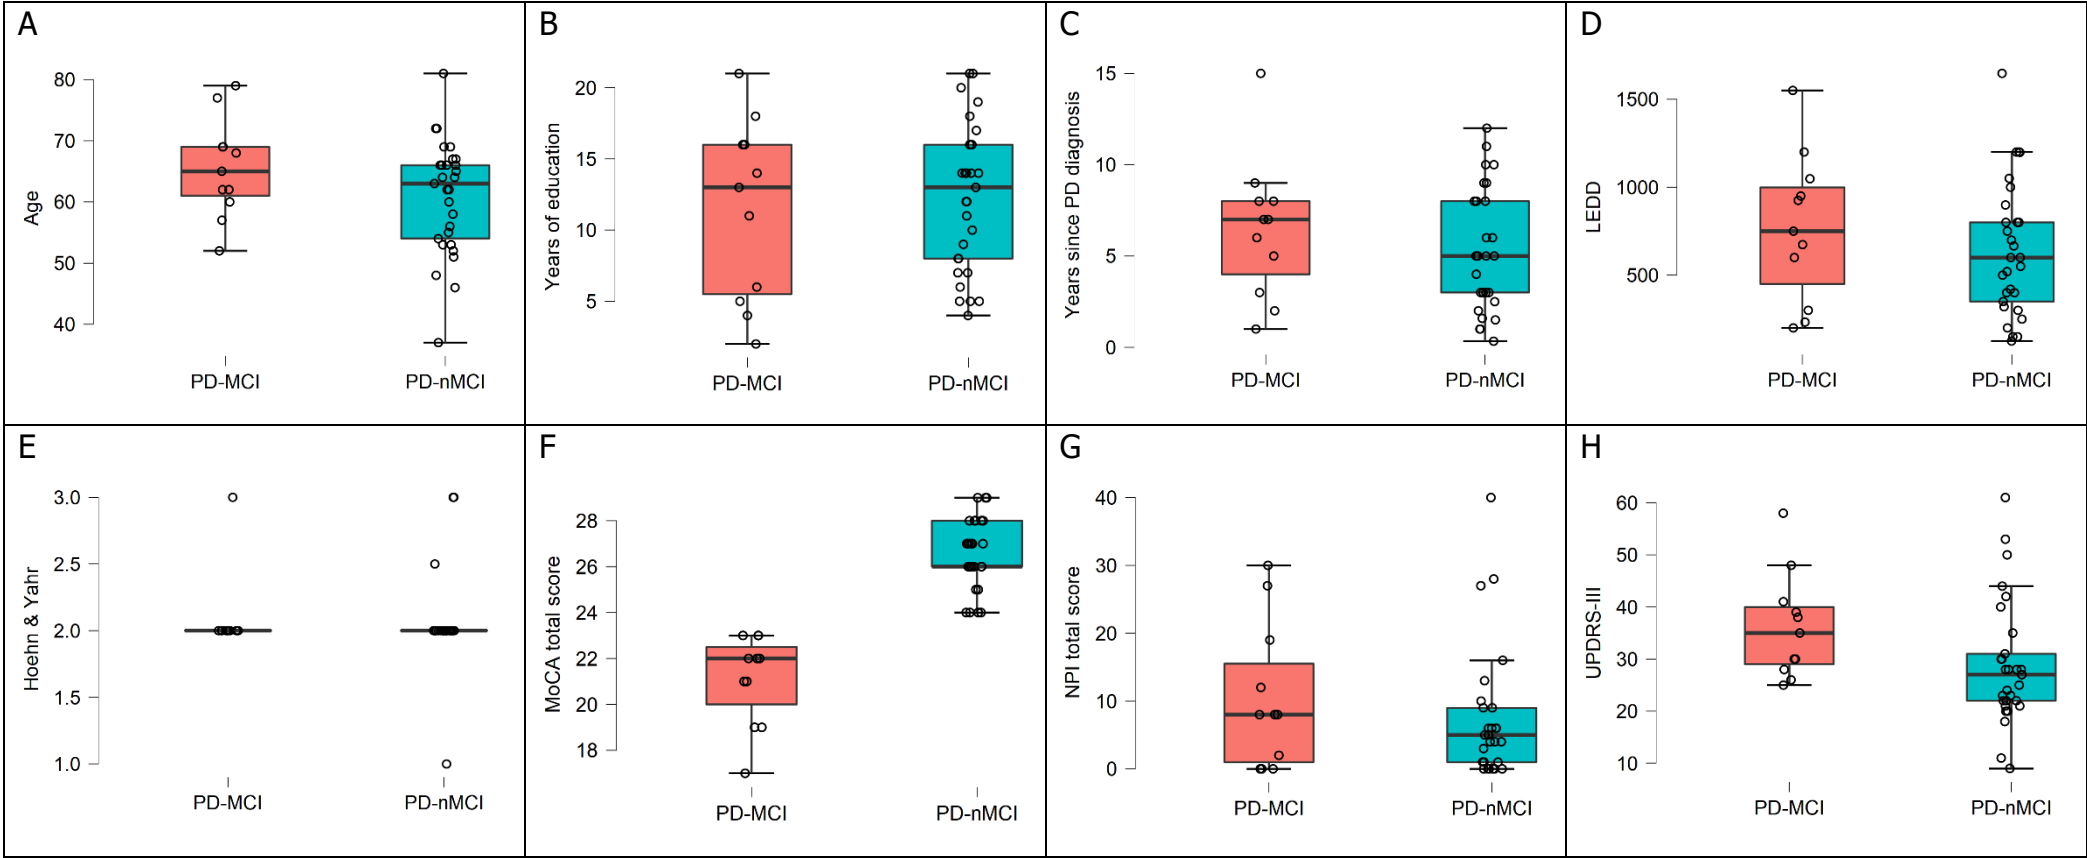 A
Age
80
70
60
50
40
PD-MCI
PD-nMCI
B
Years of education
20
15
10
5
PD-MCI
PD-nMCI
C
Years since PD diagnosis
15
10
5
0
PD-MCI
PD-nMCI
D
LEDD
1500
1000
500
PD-MCI
PD-nMCI
E
Hoehn & Yahr
3.0
2.5
2.0
1.5
1.0
PD-MCI
PD-nMCI
F
MoCA total score
28
26
24
22
20
18
PD-MCI
PD-nMCI
G
NPI total score
40
30
20
10
0
PD-MCI
PD-nMCI
H
UPDRS-III
60
50
40
30
20
10
PD-MCI
PD-nMCI